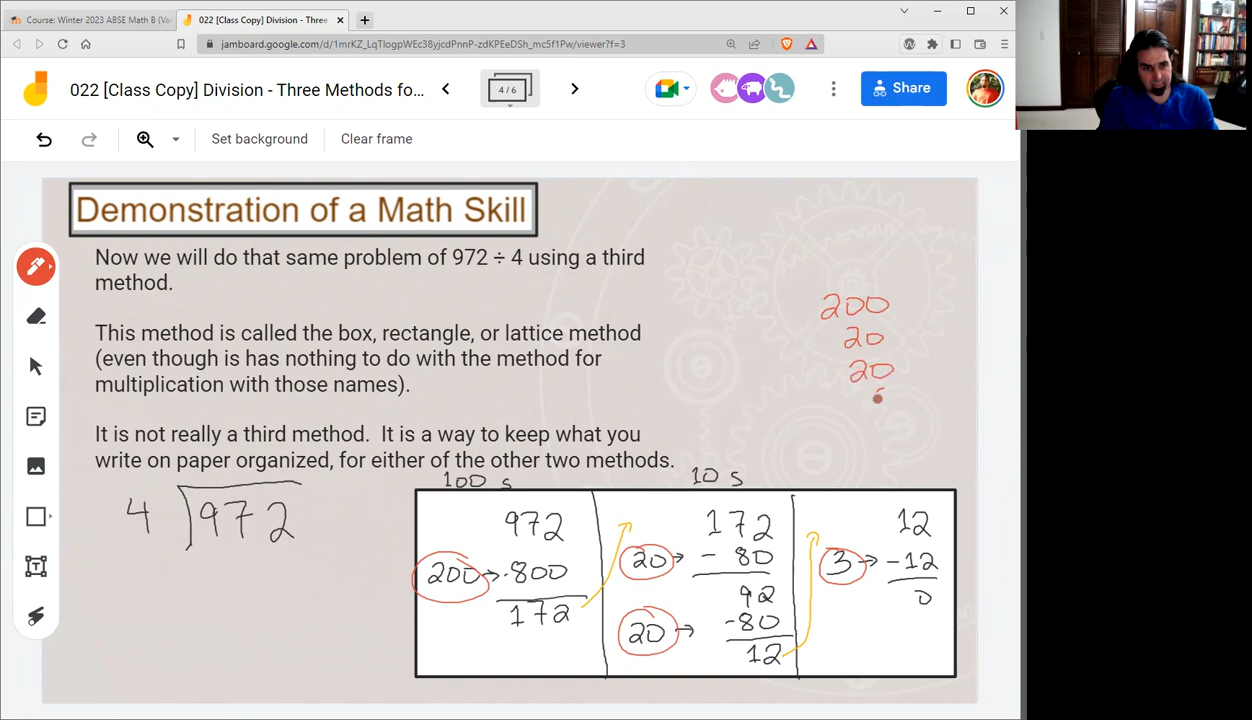 Course: Winter 2023 ABSE Math B (Va
022 [Class Copy] Division - Three
jamboard.google.com/d/1mrKZ_LqTlogpWEc38yjcdPnnP-zdKPEeDSh_mc5f1Pw/viewer?f=3
022 [Class Copy] Division - Three Methods fo...
4 / 6
Share
Set background
Clear frame
Demonstration of a Math Skill
Now we will do that same problem of 972 ÷ 4 using a third
method.
This method is called the box, rectangle, or lattice method
(even though is has nothing to do with the method for
multiplication with those names).
It is not really a third method. It is a way to keep what you
write on paper organized, for either of the other two methods.
200
20
20
4 972
100 s
972
200 → -800
172
10 s
172
20 → - 80
92
20 → -80
12
12
3 → -12
0